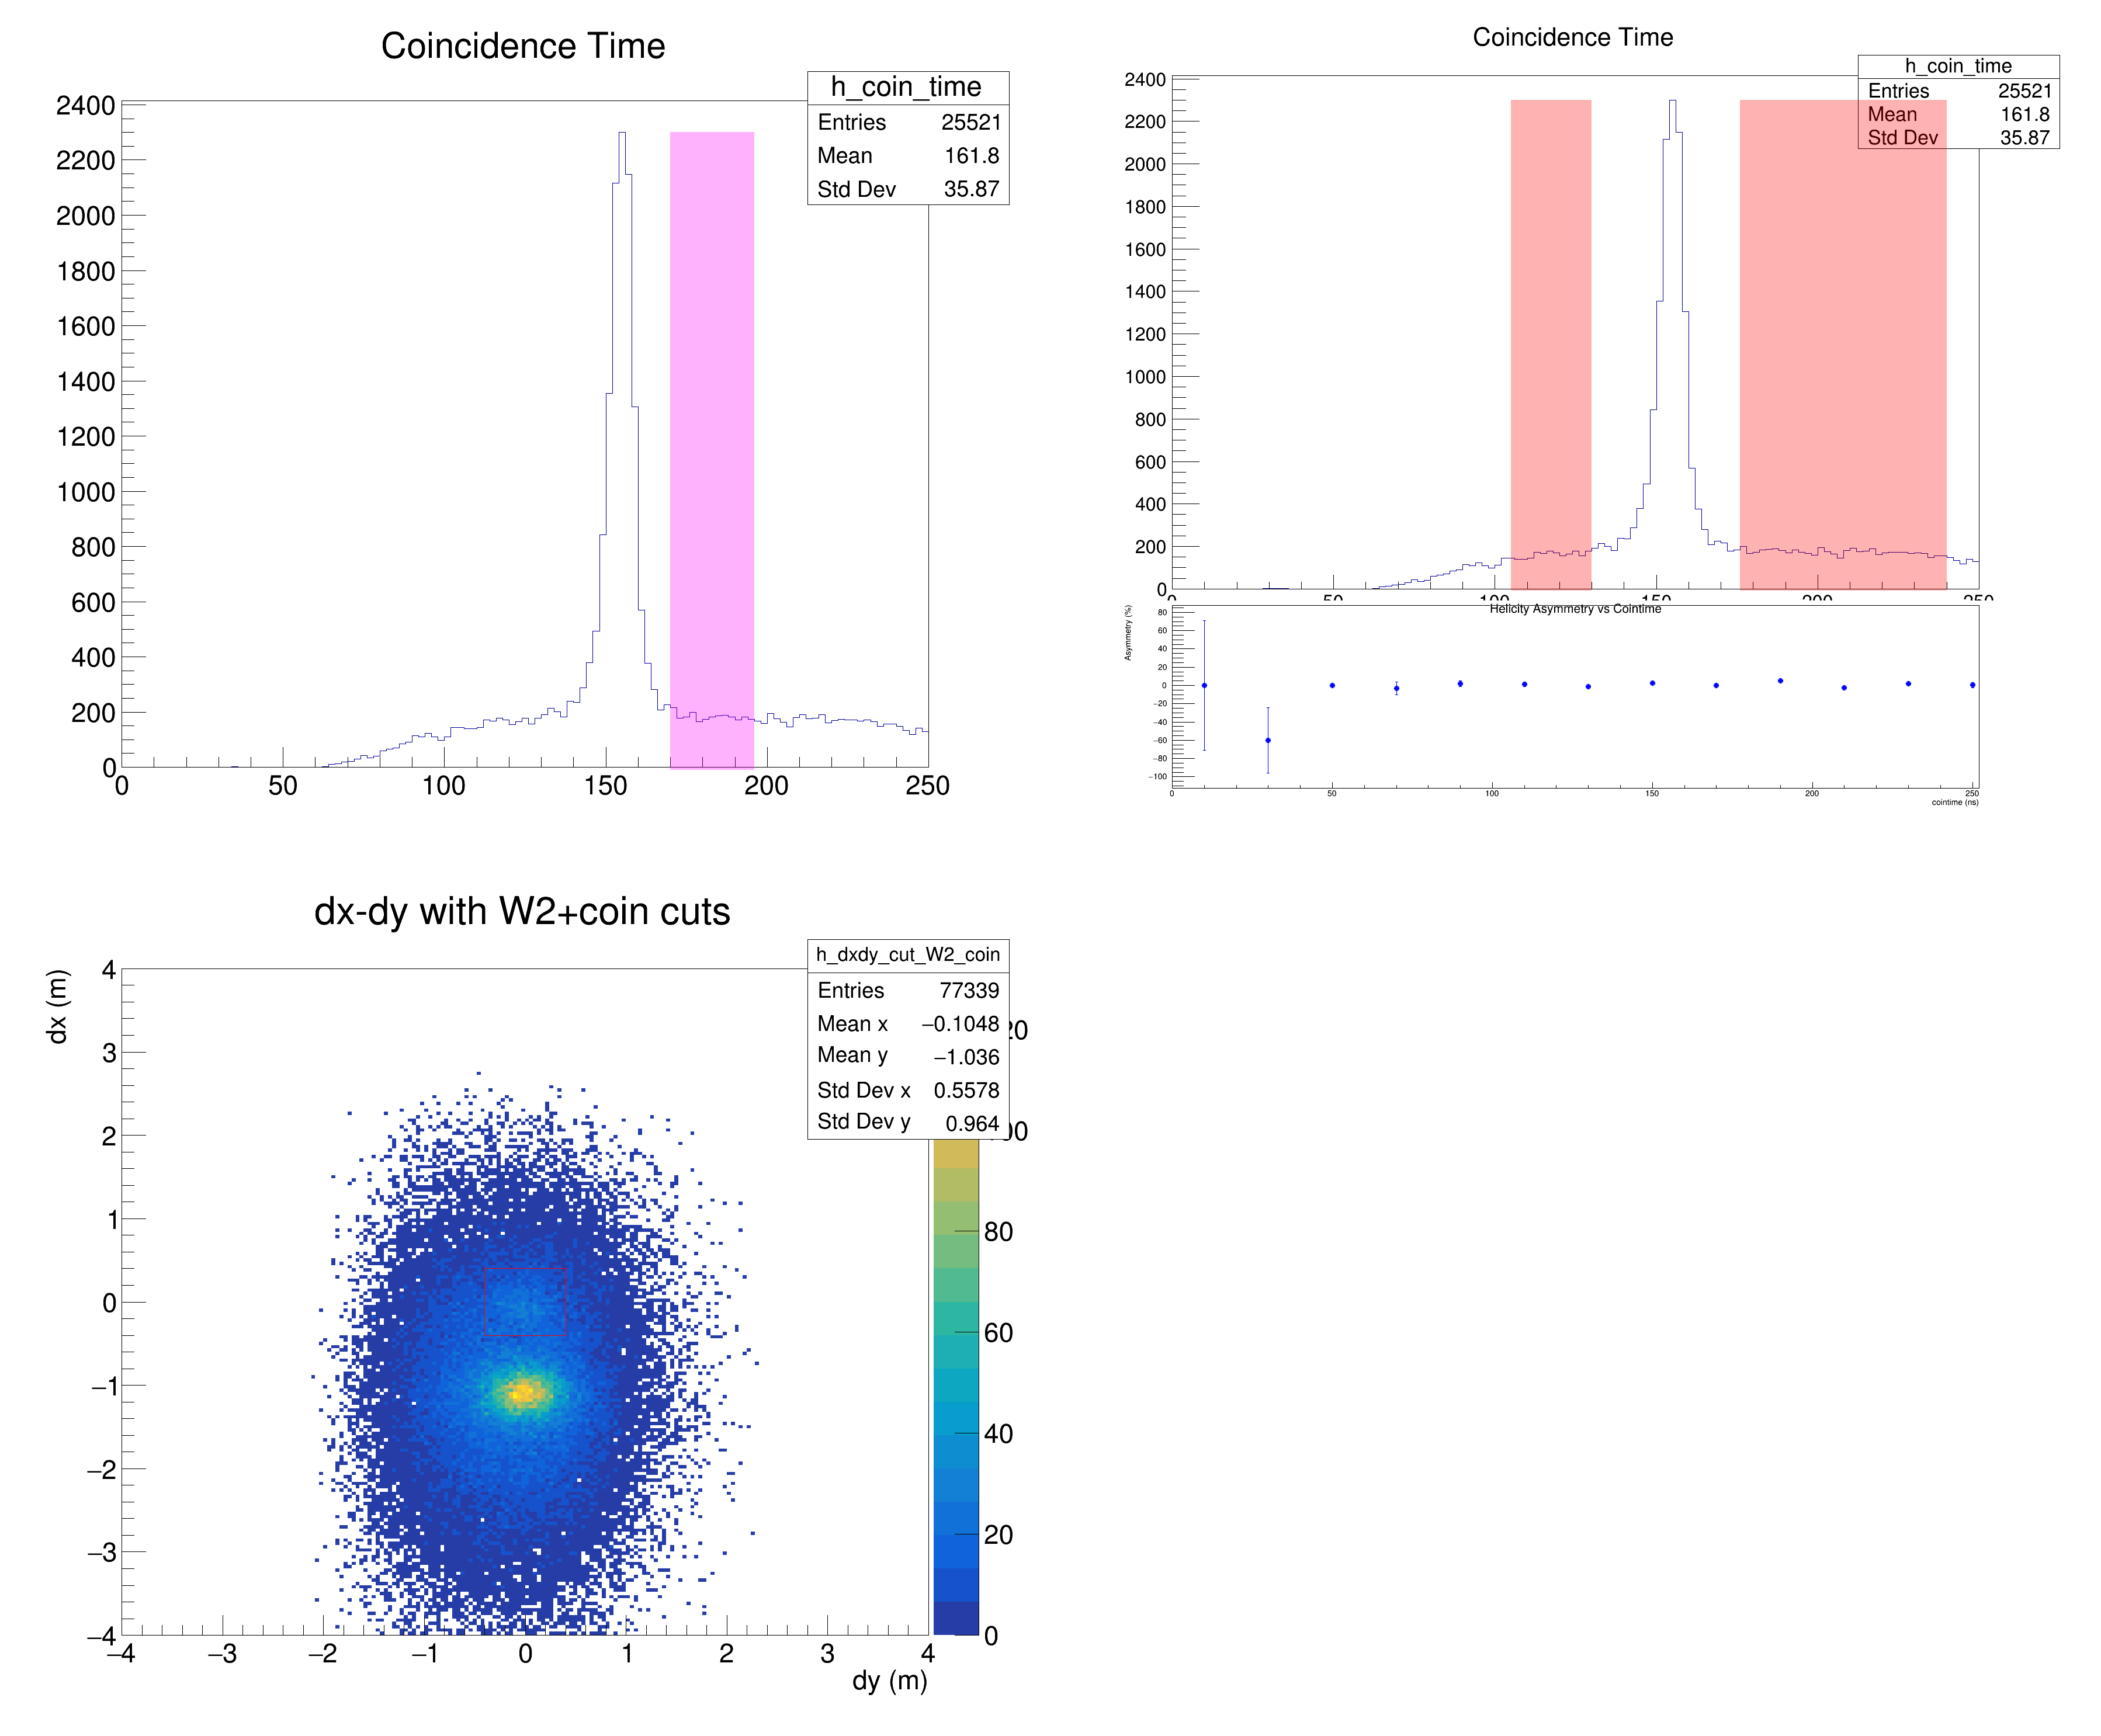 Coincidence Time
h_coin_time
Entries 25521
Mean 161.8
Std Dev 35.87
2400
2200
2000
1800
1600
1400
1200
1000
800
600
400
200
0
0 50 100 150 200 250
Coincidence Time
h_coin_time
Entries 25521
Mean 161.8
Std Dev 35.87
2400
2200
2000
1800
1600
1400
1200
1000
800
600
400
200
0
0 50 100 150 200 250
Helicity Asymmetry vs Cointime
Asymmetry (%)
80
60
40
20
0
−20
−40
−60
−80
−100
0 50 100 150 200 250
cointime (ns)
dx-dy with W2+coin cuts
h_dxdy_cut_W2_coin
Entries 77339
Mean x −0.1048
Mean y −1.036
Std Dev x 0.5578
Std Dev y 0.964
dx (m)
4
3
2
1
0
−1
−2
−3
−4
−4 −3 −2 −1 0 1 2 3 4
dy (m)
80
60
40
20
0